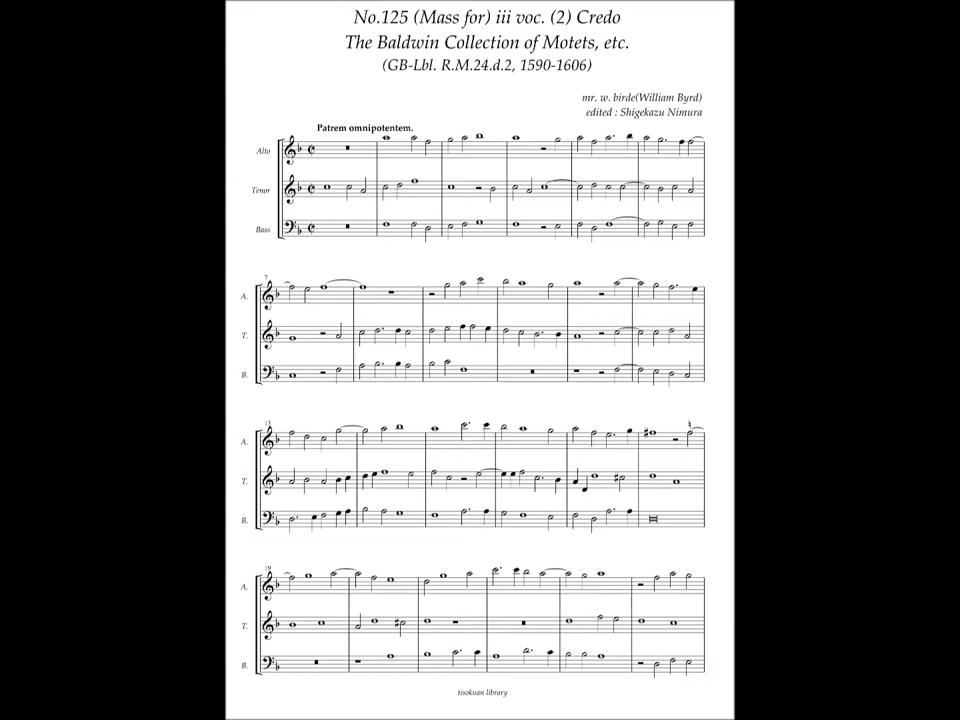 No.125 (Mass for) iii voc. (2) Credo
The Baldwin Collection of Motets, etc.
(GB-Lbl. R.M.24.d.2, 1590-1606)
mr. w. birde(William Byrd)
edited : Shigekazu Nimura
Patrem omnipotentem.
Alto
Tenor
Bass
7
A.
T.
B.
13
A.
T.
B.
19
A.
T.
B.
tisokuan library